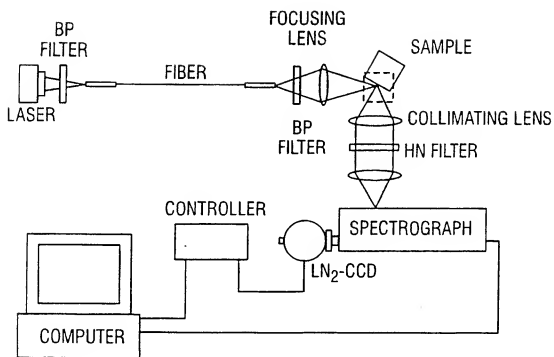 BP
FILTER
FOCUSING
LENS
SAMPLE
FIBER
LASER
COLLIMATING LENS
BP
FILTER
HN FILTER
CONTROLLER
SPECTROGRAPH
LN₂-CCD
COMPUTER